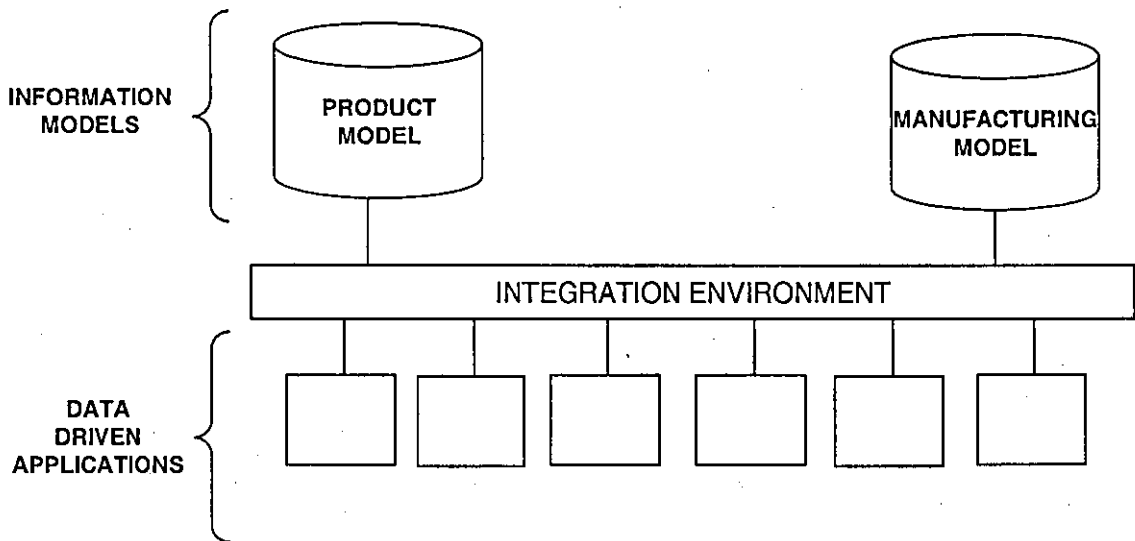 INFORMATION
MODELS
PRODUCT
MODEL
MANUFACTURING
MODEL
INTEGRATION ENVIRONMENT
DATA
DRIVEN
APPLICATIONS